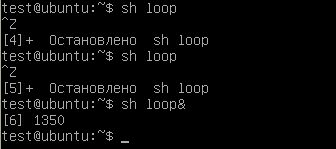 test@ubuntu:~$ sh loop
^Z
[4]+  Остановлено  sh loop
test@ubuntu:~$ sh loop
^Z
[5]+  Остановлено  sh loop
test@ubuntu:~$ sh loop&
[6] 1350
test@ubuntu:~$ _